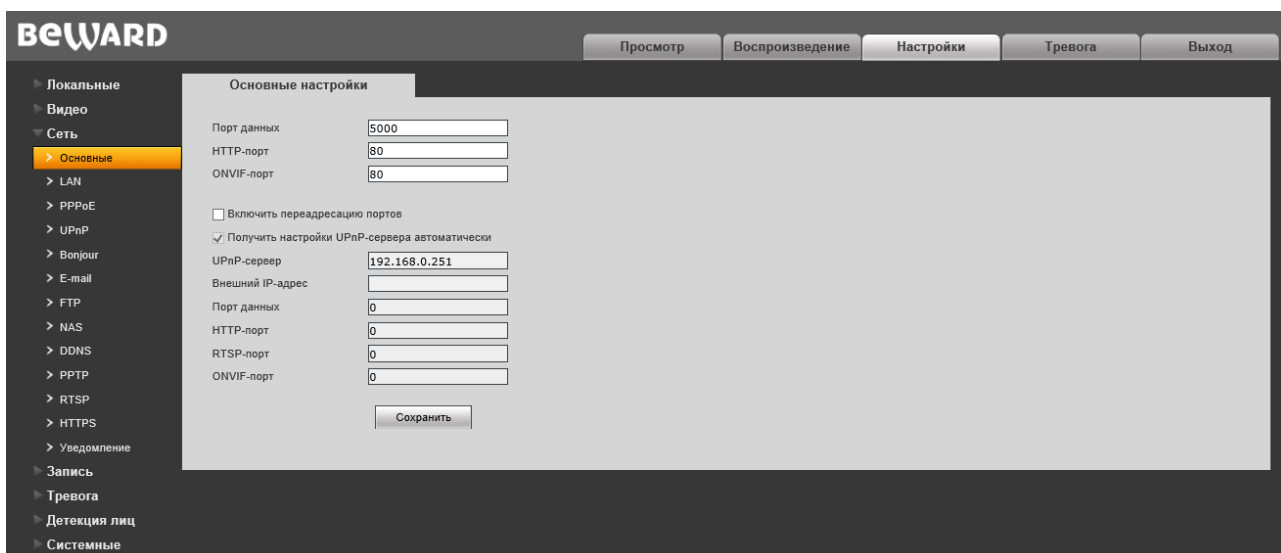 BEWARD
Просмотр
Воспроизведение
Настройки
Тревога
Выход
Локальные
Видео
Сеть
Основные
LAN
PPPoE
UPnP
Bonjour
E-mail
FTP
NAS
DDNS
PPTP
RTSP
HTTPS
Уведомление
Запись
Тревога
Детекция лиц
Системные
Основные настройки
Порт данных 5000
HTTP-порт 80
ONVIF-порт 80
Включить переадресацию портов
Получить настройки UPnP-сервера автоматически
UPnP-сервер 192.168.0.251
Внешний IP-адрес
Порт данных 0
HTTP-порт 0
RTSP-порт 0
ONVIF-порт 0
Сохранить